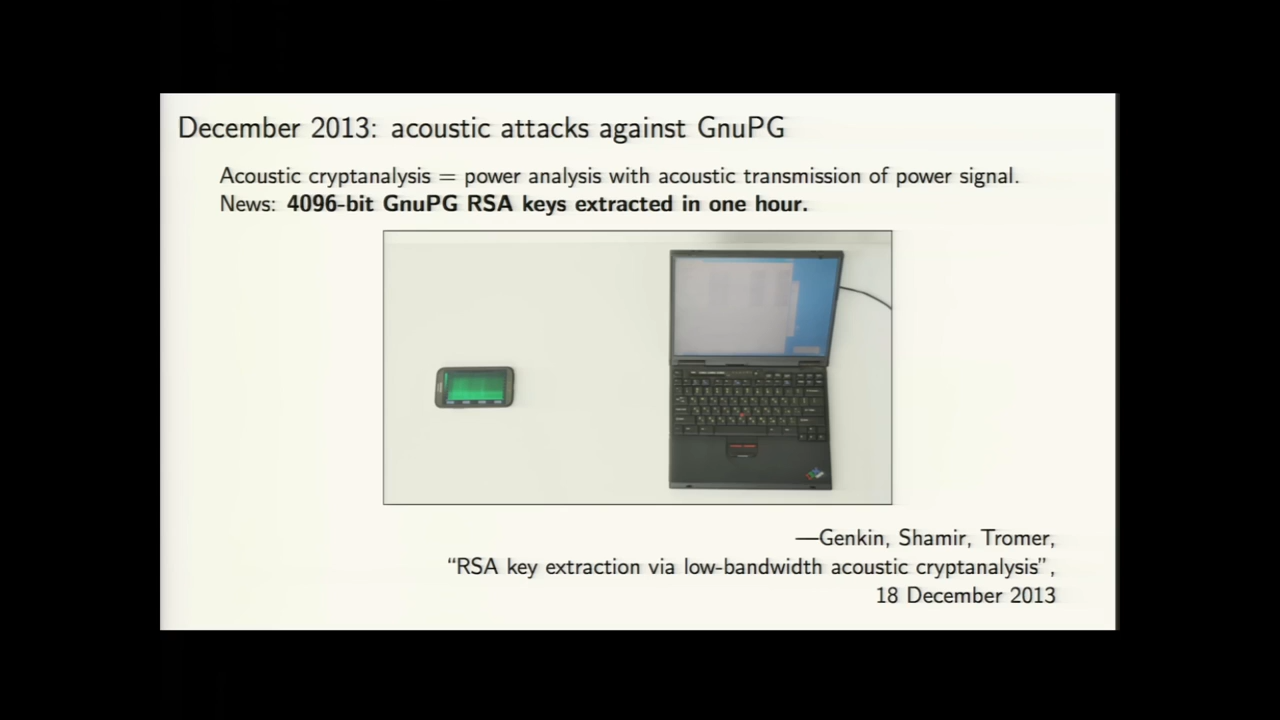 December 2013: acoustic attacks against GnuPG
Acoustic cryptanalysis = power analysis with acoustic transmission of power signal.
News: 4096-bit GnuPG RSA keys extracted in one hour.
—Genkin, Shamir, Tromer,
“RSA key extraction via low-bandwidth acoustic cryptanalysis”,
18 December 2013